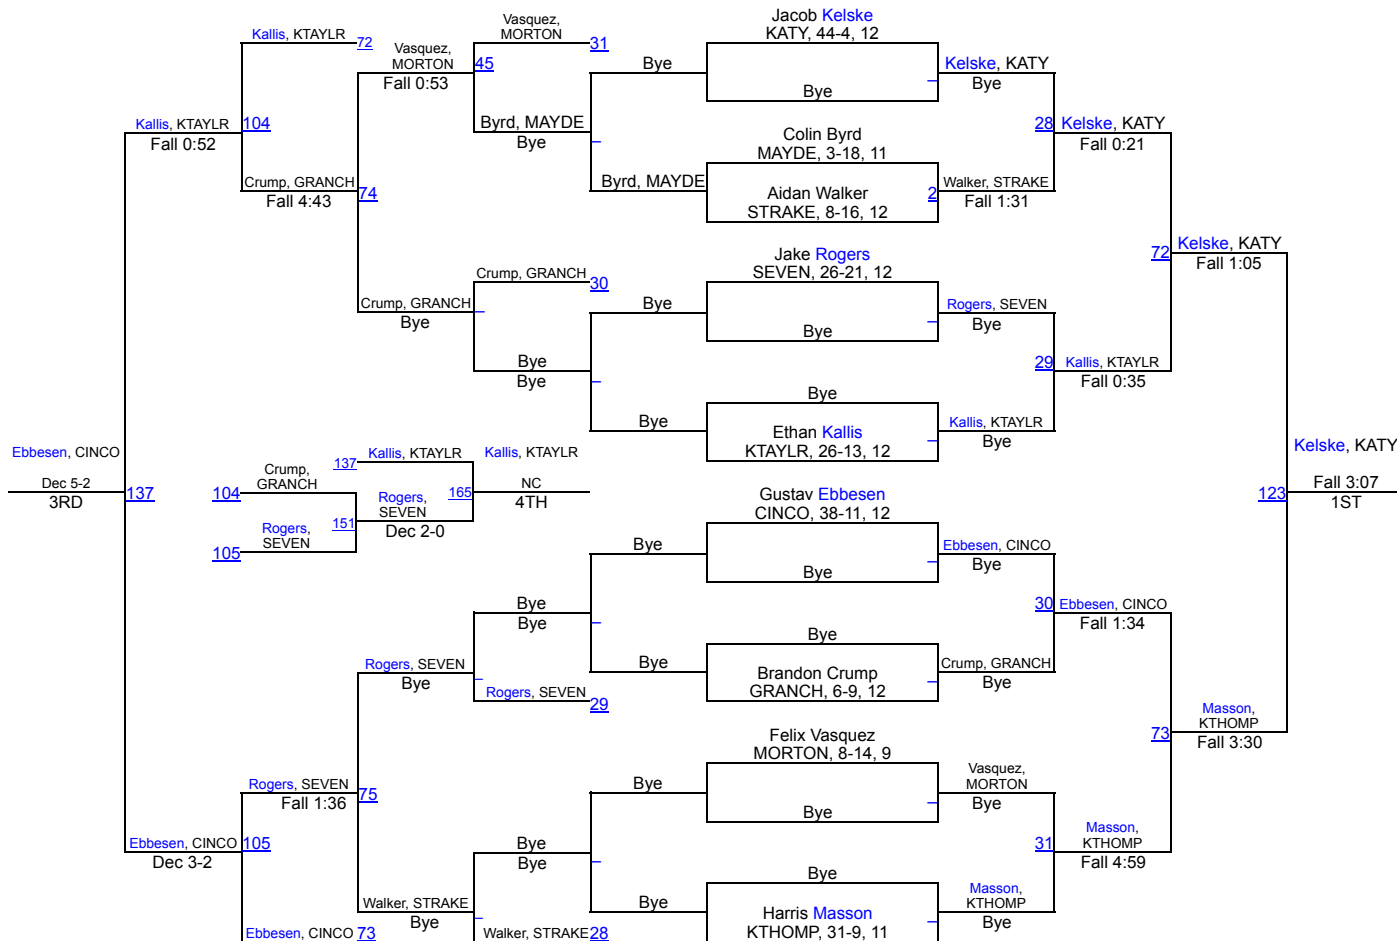 Jacob Kelske
KATY, 44-4, 12
Vasquez,
MORTON
31
Kallis, KTAYLR
72
Vasquez,
MORTON
Fall 0:53
45
Bye
Bye
Kelske, KATY
Bye
Kallis, KTAYLR
Fall 0:52
104
Byrd, MAYDE
Bye
Colin Byrd
MAYDE, 3-18, 11
28
Kelske, KATY
Fall 0:21
Crump, GRANCH
Fall 4:43
74
Byrd, MAYDE
Aidan Walker
STRAKE, 8-16, 12
2
Walker, STRAKE
Fall 1:31
Jake Rogers
SEVEN, 26-21, 12
72
Kelske, KATY
Fall 1:05
Crump, GRANCH
30
Crump, GRANCH
Bye
Bye
Bye
Rogers, SEVEN
Bye
Bye
Bye
29
Kallis, KTAYLR
Fall 0:35
Bye
Bye
Ethan Kallis
KTAYLR, 26-13, 12
Kallis, KTAYLR
Bye
Ebbesen, CINCO
Dec 5-2
3RD
137
137
Kallis, KTAYLR
Kallis, KTAYLR
Crump,
GRANCH
104
165
NC
4TH
Rogers,
SEVEN
Dec 2-0
151
Rogers,
SEVEN
105
Kelske, KATY
Fall 3:07
1ST
123
Gustav Ebbesen
CINCO, 38-11, 12
Bye
Bye
Ebbesen, CINCO
Bye
Bye
Bye
30
Ebbesen, CINCO
Fall 1:34
Bye
Rogers, SEVEN
Bye
Bye
Brandon Crump
GRANCH, 6-9, 12
Crump, GRANCH
Bye
Rogers, SEVEN
29
Masson,
KTHOMP
Fall 3:30
73
Felix Vasquez
MORTON, 8-14, 9
Rogers, SEVEN
Fall 1:36
75
Bye
Bye
Vasquez,
MORTON
Bye
Ebbesen, CINCO
Dec 3-2
105
Bye
Bye
31
Masson,
KTHOMP
Fall 4:59
Bye
Walker, STRAKE
Bye
Bye
Harris Masson
KTHOMP, 31-9, 11
Masson,
KTHOMP
Bye
Ebbesen, CINCO
73
Walker, STRAKE
28